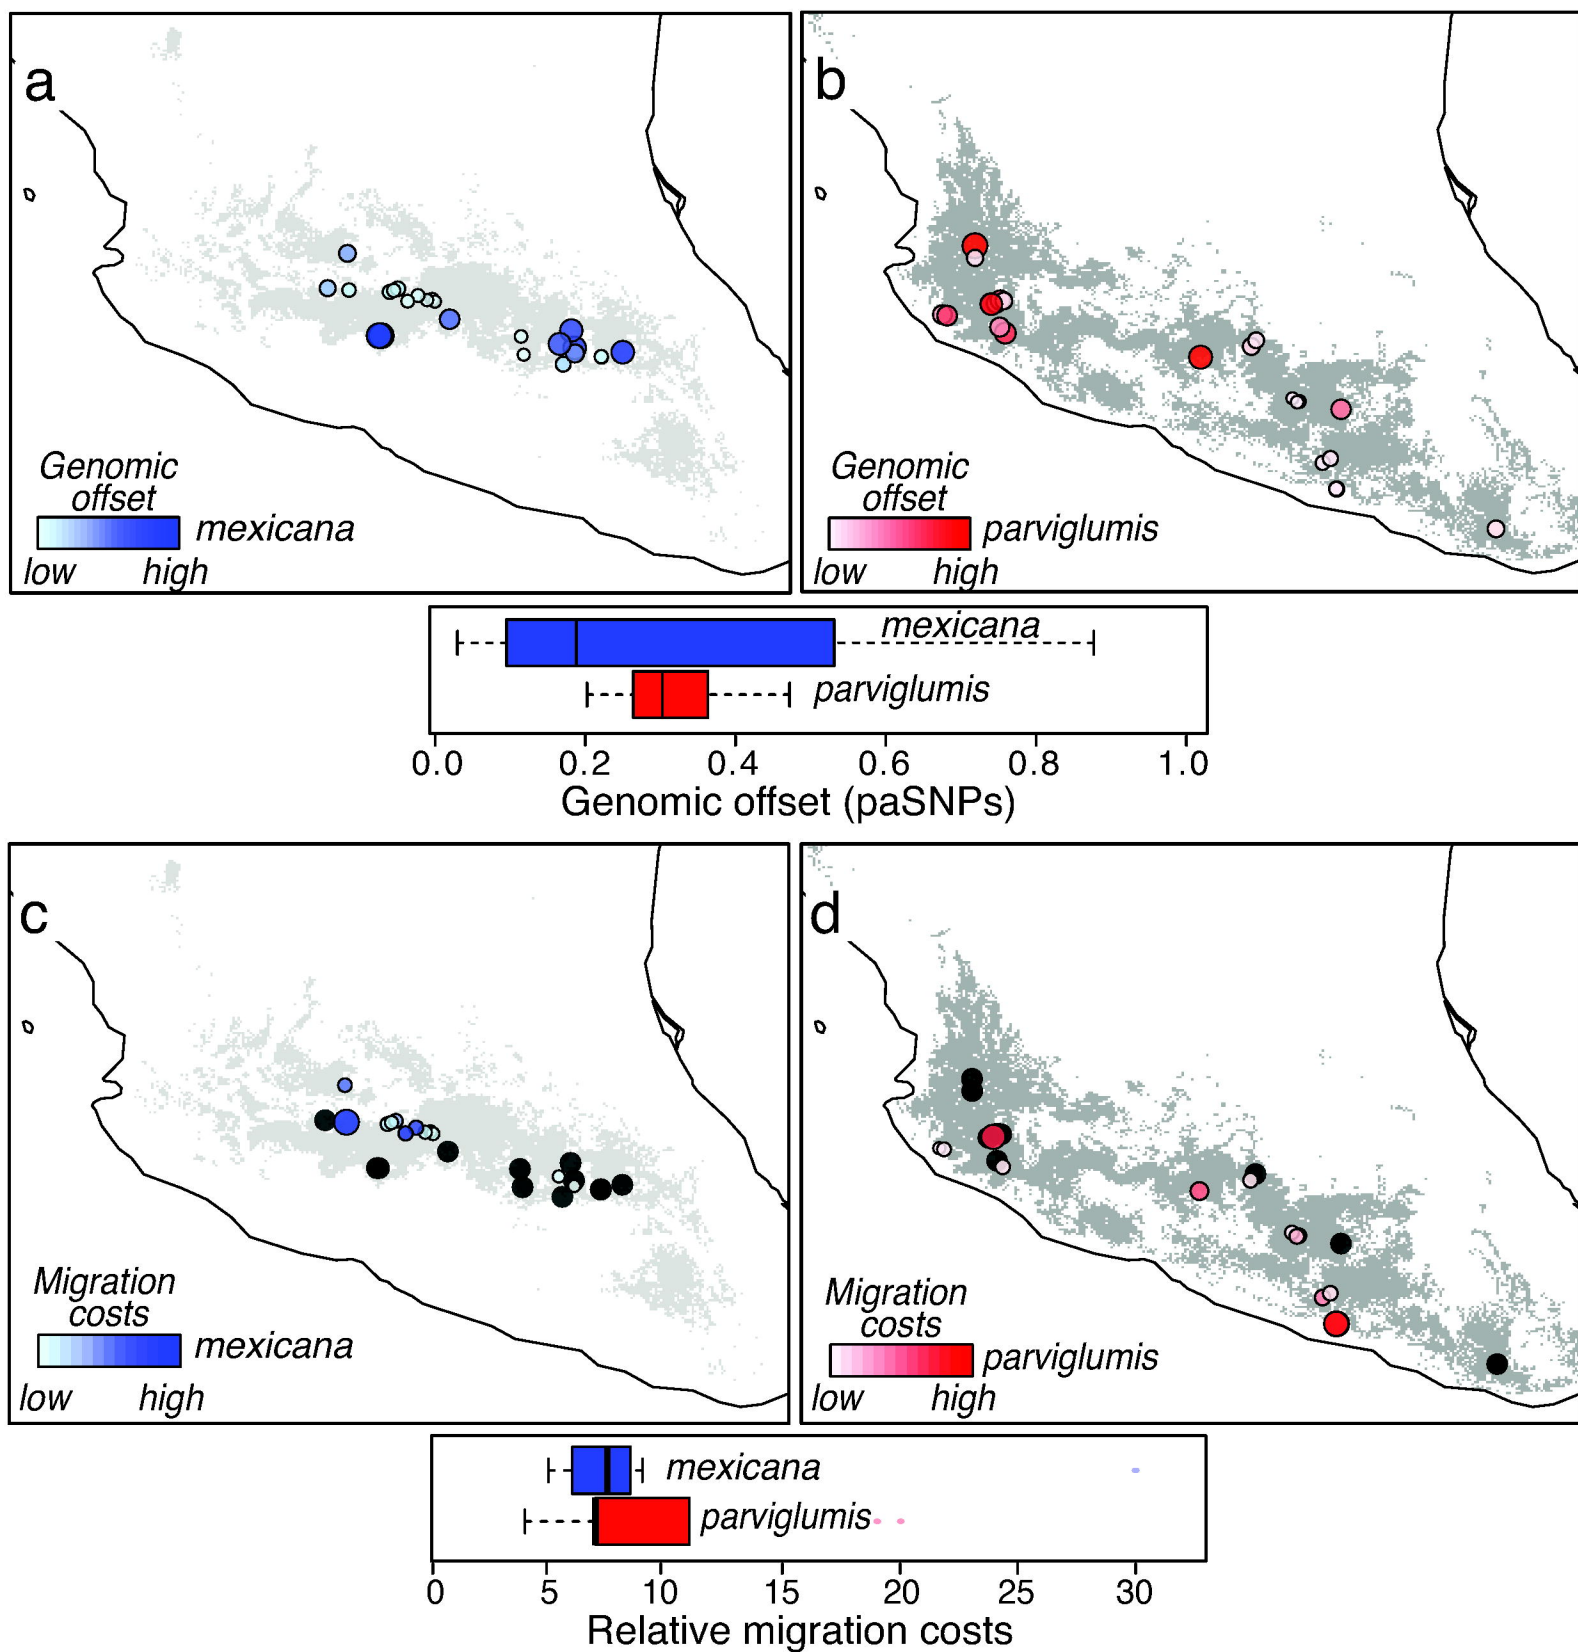 a
Genomic
offset
mexicana
low high
b
Genomic
offset
parviglumis
low high
mexicana
parviglumis
0.0 0.2 0.4 0.6 0.8 1.0
Genomic offset (paSNPs)
c
Migration
costs
mexicana
low high
d
Migration
costs
parviglumis
low high
mexicana
parviglumis
0 5 10 15 20 25 30
Relative migration costs